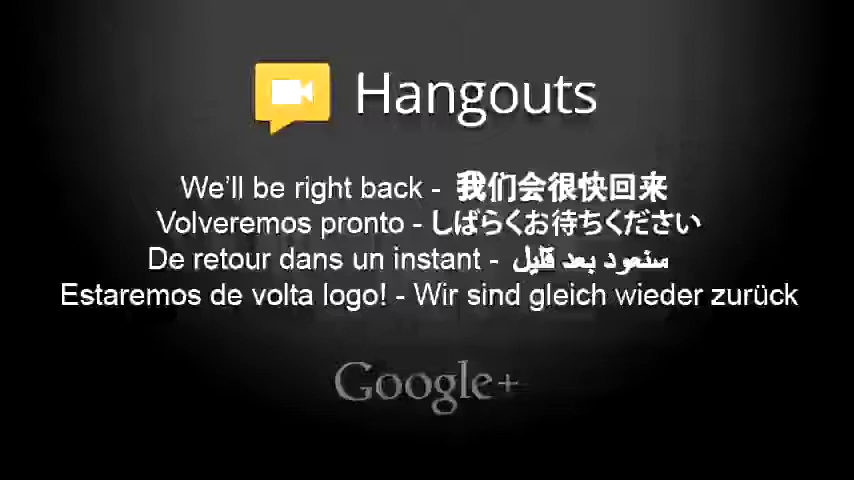 Hangouts
We'll be right back - 我们会很快回来
Volveremos pronto - しばらくお待ちください
De retour dans un instant - سنعود بعد قليل
Estaremos de volta logo! - Wir sind gleich wieder zurück
Google+